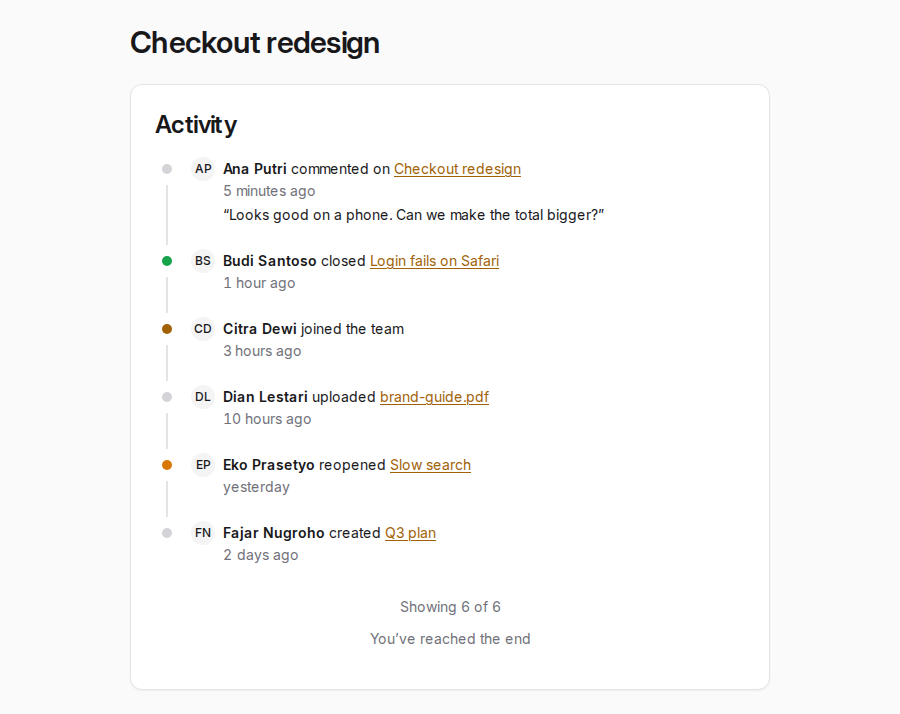 Checkout redesign
Activity
AP Ana Putri commented on Checkout redesign
5 minutes ago
“Looks good on a phone. Can we make the total bigger?”
BS Budi Santoso closed Login fails on Safari
1 hour ago
CD Citra Dewi joined the team
3 hours ago
DL Dian Lestari uploaded brand-guide.pdf
10 hours ago
EP Eko Prasetyo reopened Slow search
yesterday
FN Fajar Nugroho created Q3 plan
2 days ago
Showing 6 of 6
You’ve reached the end